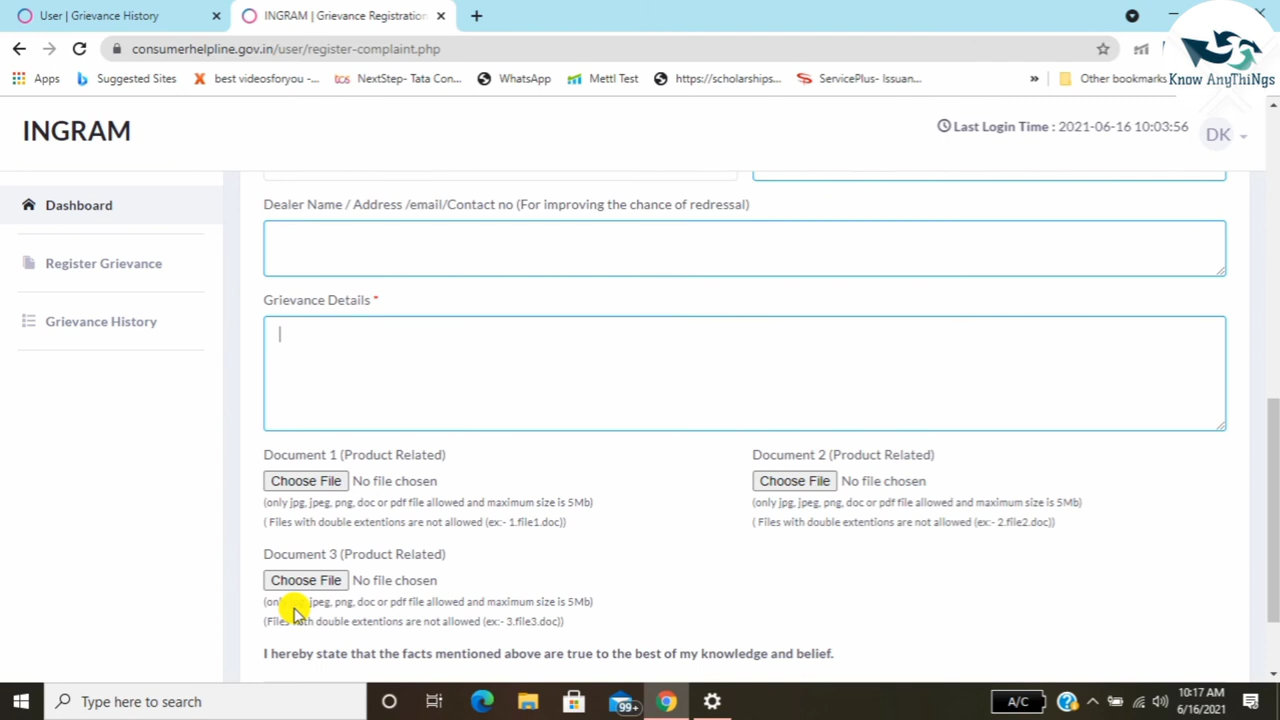 User | Grievance History
INGRAM | Grievance Registration
consumerhelpline.gov.in/user/register-complaint.php
Apps
Suggested Sites
best videosforyou -...
tcs NextStep- Tata Con...
WhatsApp
Mettl Test
https://scholarships...
ServicePlus- Issuan...
»
Other bookmarks
Know AnyThiNgs
INGRAM
Last Login Time : 2021-06-16 10:03:56
DK
Dashboard
Register Grievance
Grievance History
Dealer Name / Address /email/Contact no (For improving the chance of redressal)
Grievance Details *
Document 1 (Product Related)
Choose File No file chosen
(only jpg, jpeg, png, doc or pdf file allowed and maximum size is 5Mb)
( Files with double extentions are not allowed (ex:- 1.file1.doc))
Document 2 (Product Related)
Choose File No file chosen
(only jpg, jpeg, png, doc or pdf file allowed and maximum size is 5Mb)
( Files with double extentions are not allowed (ex:- 2.file2.doc))
Document 3 (Product Related)
Choose File No file chosen
(only jpeg, png, doc or pdf file allowed and maximum size is 5Mb)
(Files with double extentions are not allowed (ex:- 3.file3.doc))
I hereby state that the facts mentioned above are true to the best of my knowledge and belief.
Type here to search
99+
A/C
10:17 AM
6/16/2021